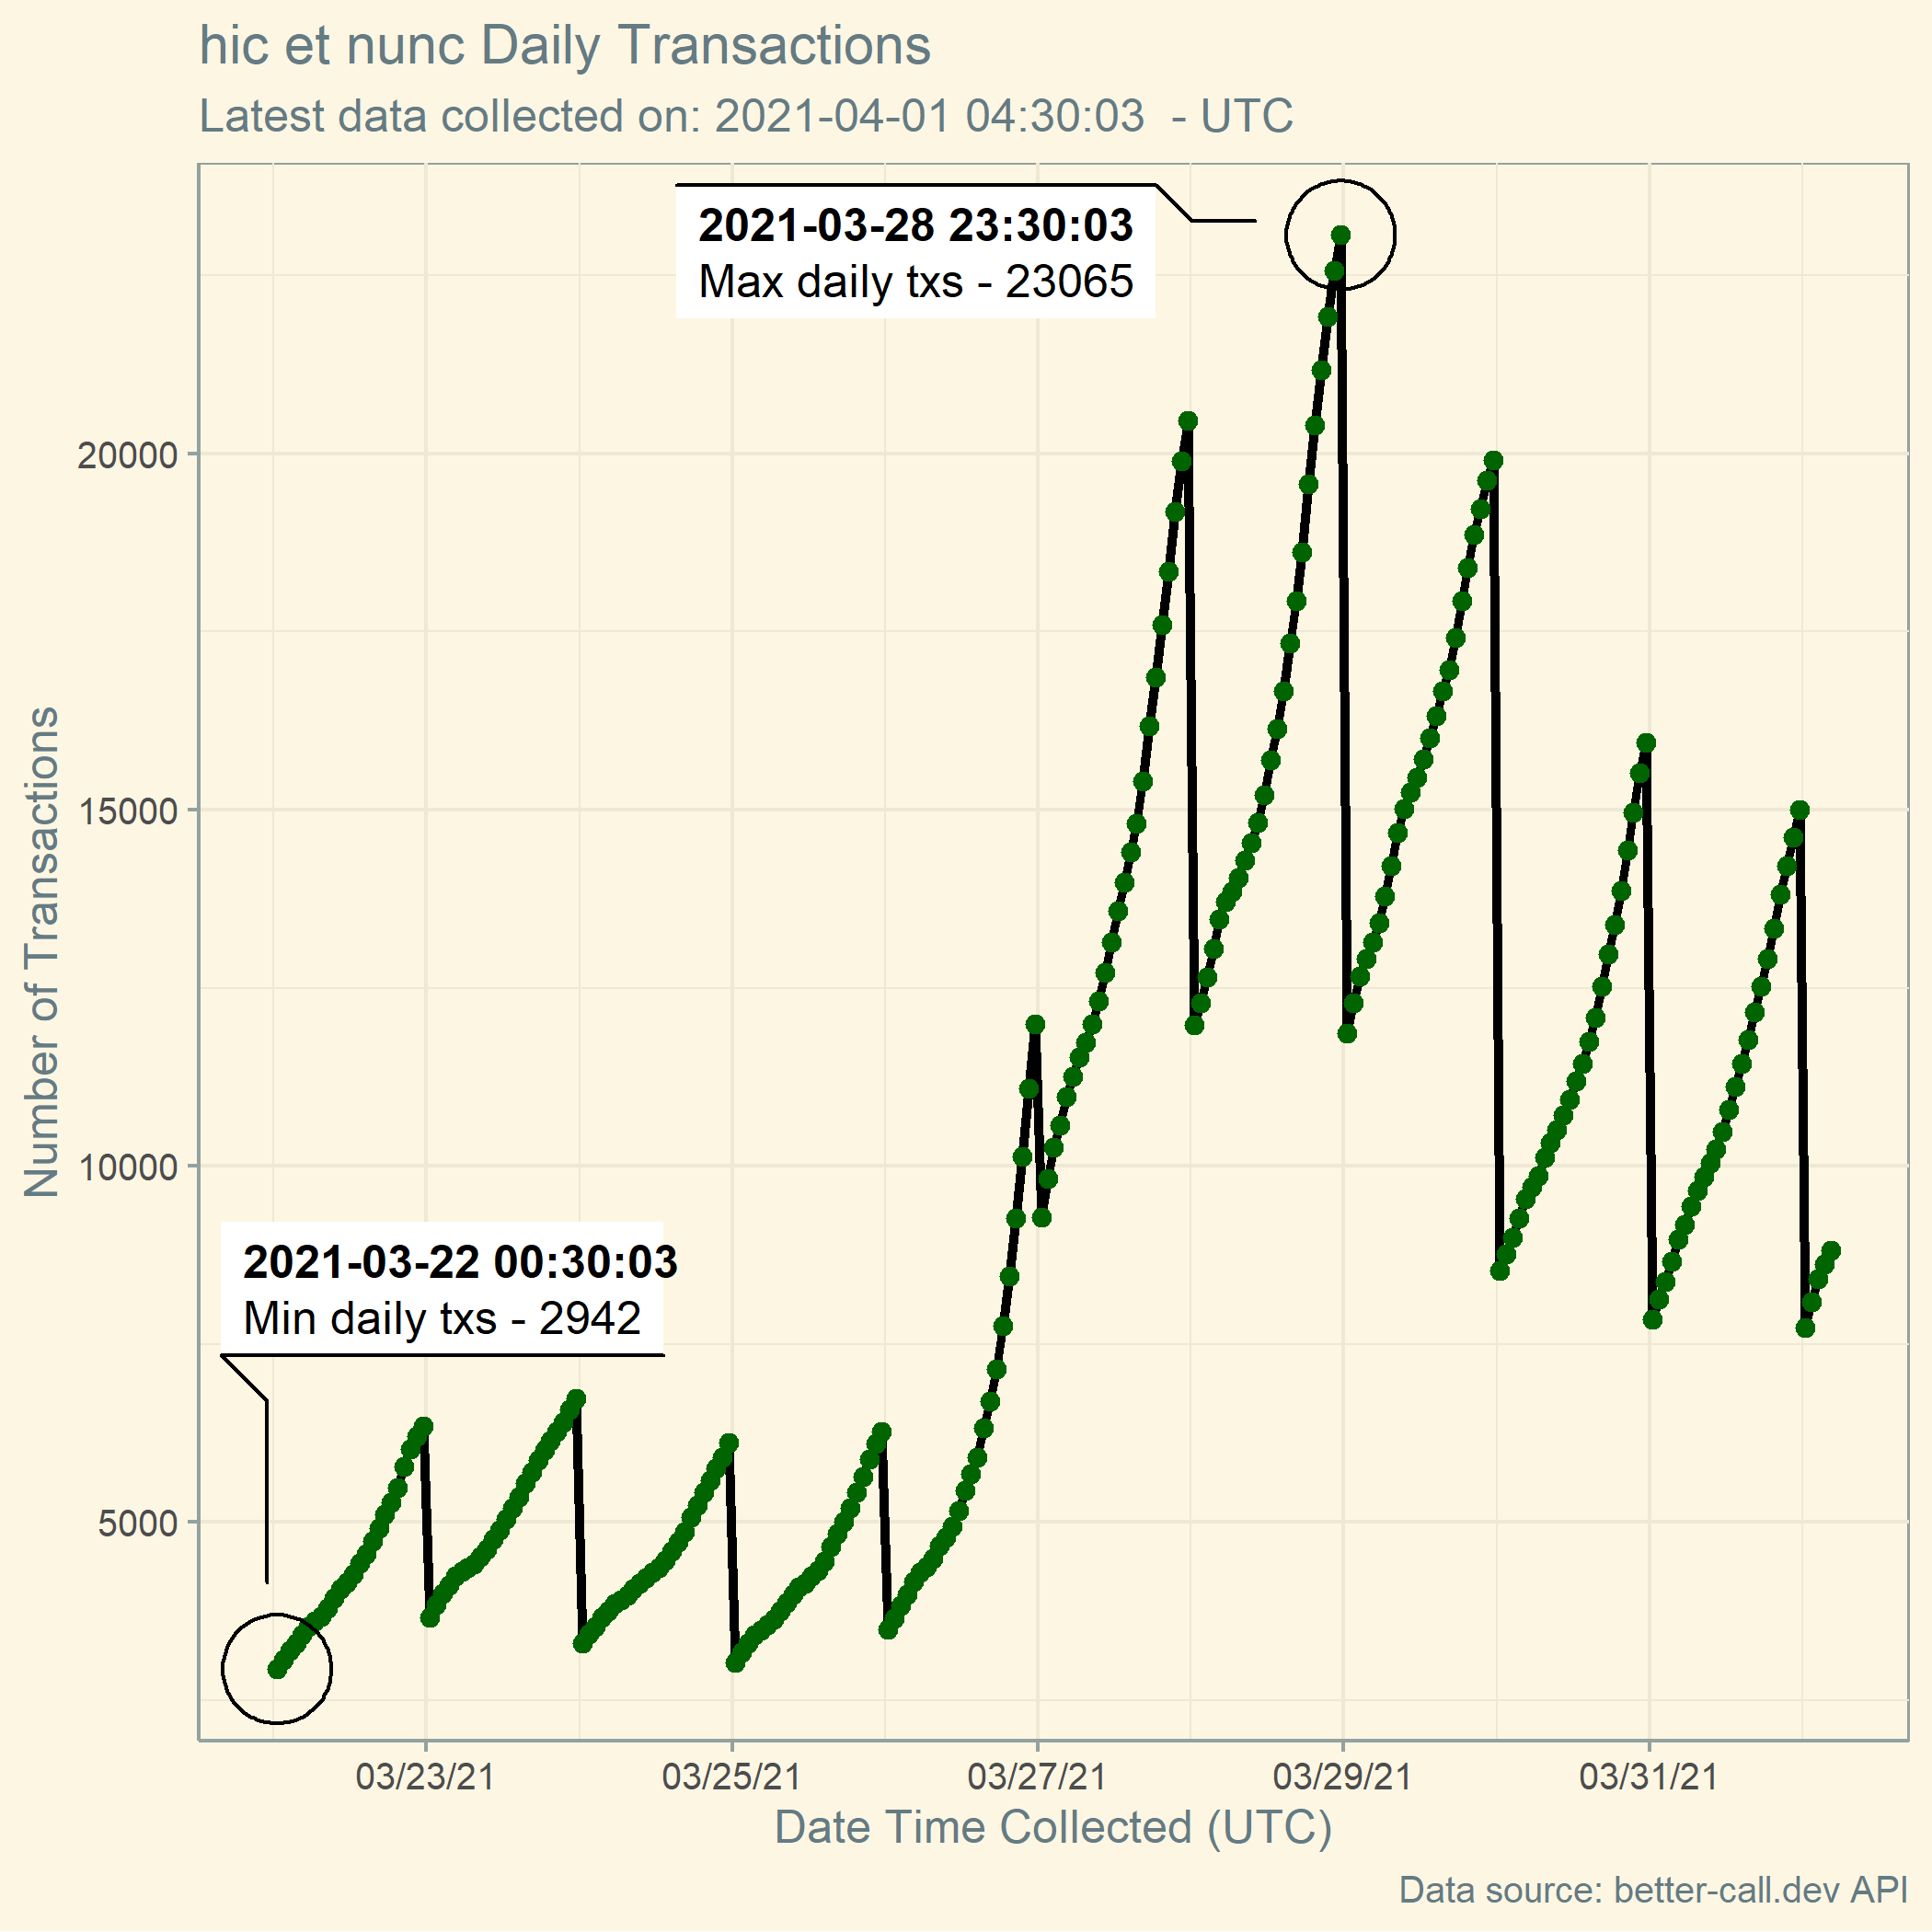 hic et nunc Daily Transactions
Latest data collected on: 2021-04-01 04:30:03  - UTC
2021-03-28 23:30:03
Max daily txs - 23065
20000
15000
Number of Transactions
10000
2021-03-22 00:30:03
Min daily txs - 2942
5000
03/23/21 03/25/21 03/27/21 03/29/21 03/31/21
Date Time Collected (UTC)
Data source: better-call.dev API